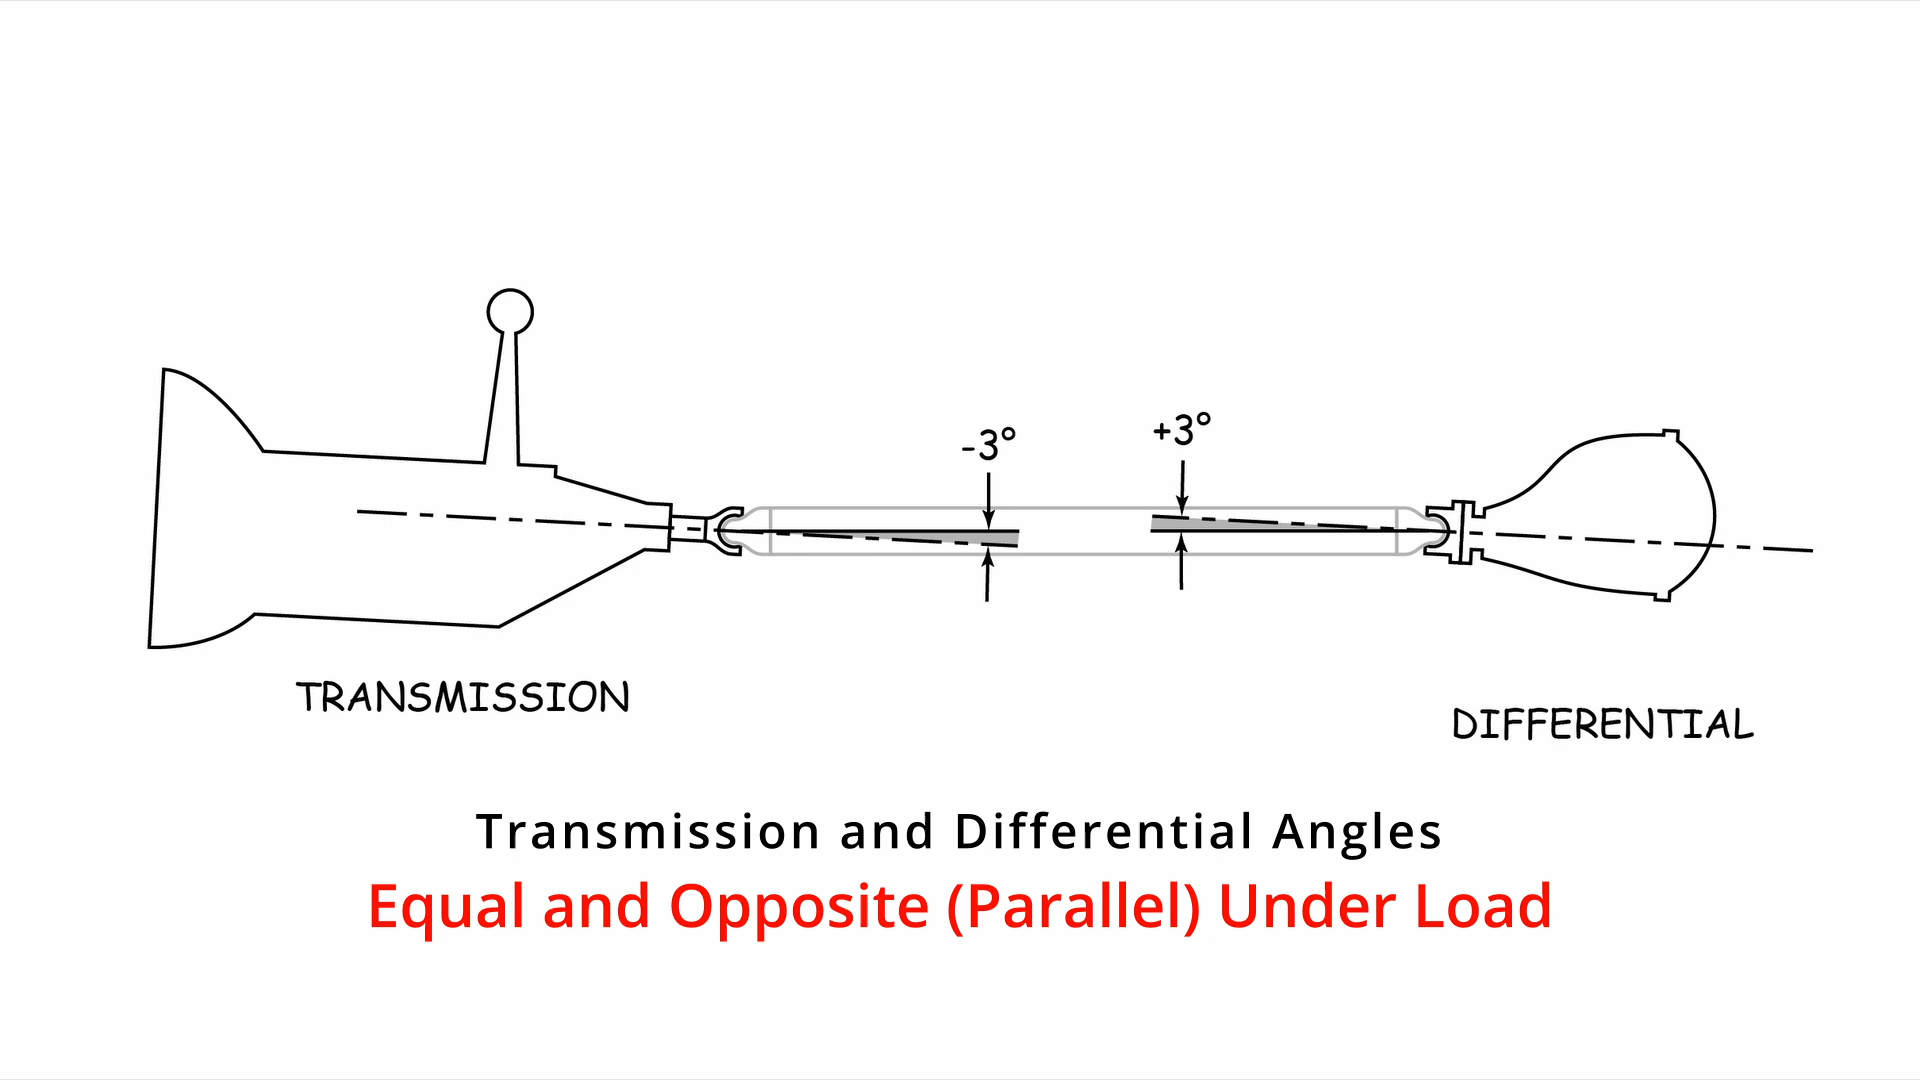 -3°
+3°
TRANSMISSION
DIFFERENTIAL
Transmission and Differential Angles
Equal and Opposite (Parallel) Under Load